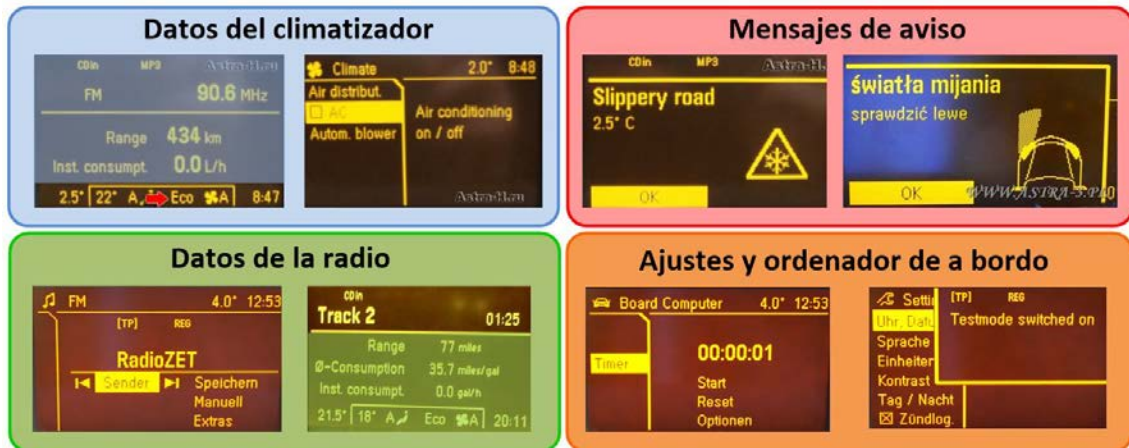 Datos del climatizador
CDin MP3 Astra-H.ru
FM 90.6 MHz
Range 434 km
Inst. consumpt. 0.0 L/h
2.5° 22° A Eco A 8:47
Climate 2.0° 8:48
Air distribut.
AC
Autom. blower
Air conditioning
on / off
Astra-H.ru
Mensajes de aviso
CDin MP3 Astra-H.
Slippery road
2.5° C
OK
światła mijania
sprawdzić lewe
OK
Datos de la radio
FM 4.0° 12:53
[TP] REG
RadioZET
Sender
Speichern
Manuell
Extras
CDin
Track 2 01:25
Range 77 miles
Ø-Consumption 35.7 miles/gal
Inst. consumpt. 0.0 gal/h
21.5° 18° A Eco A 20:11
Ajustes y ordenador de a bordo
Board Computer 4.0° 12:53
Timer
00:00:01
Start
Reset
Optionen
Uhr, Datu
Sprache
Einheiten
Kontrast
Tag / Nacht
Zündlog.
[TP] REG
Testmode switched on